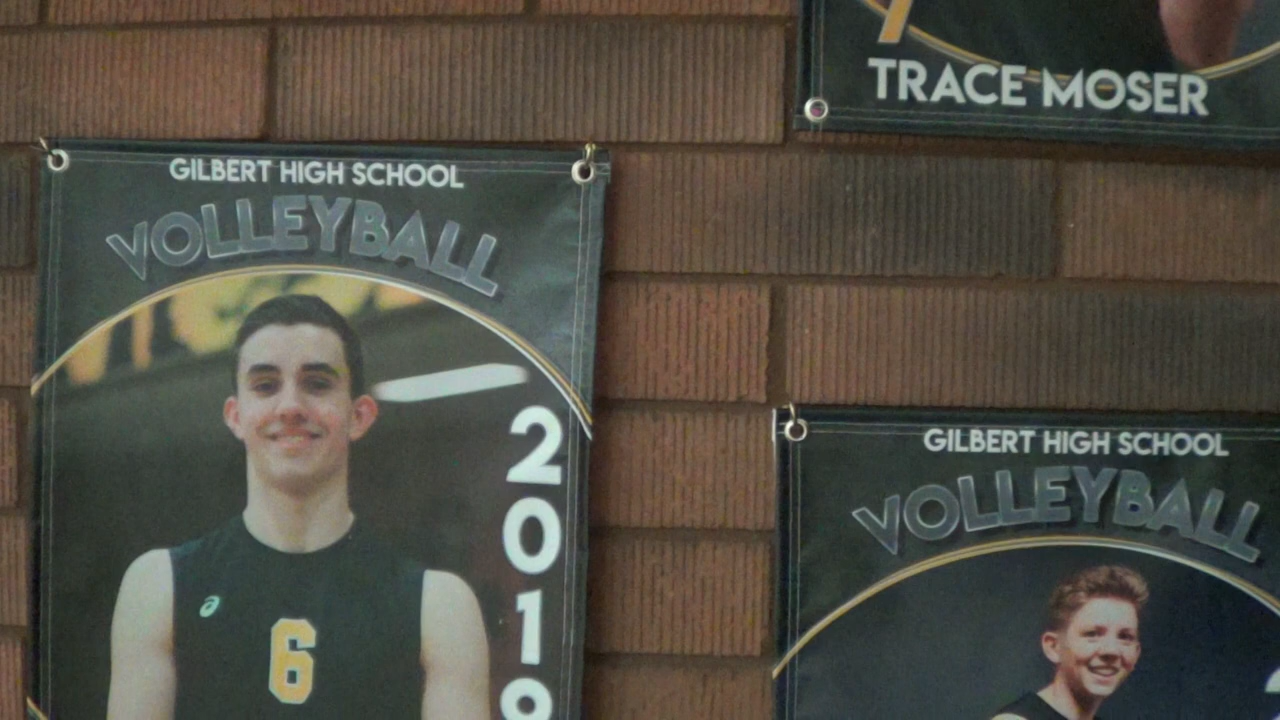 TRACE MOSER
GILBERT HIGH SCHOOL
VOLLEYBALL
2
0
1
6
GILBERT HIGH SCHOOL
VOLLEYBALL